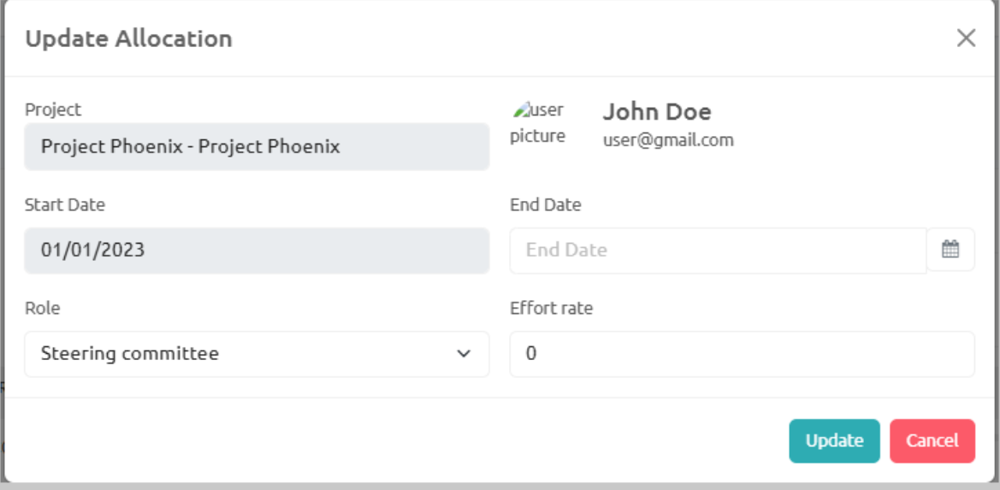 Update Allocation
Project
Project Phoenix - Project Phoenix
user
picture
John Doe
user@gmail.com
Start Date
01/01/2023
End Date
End Date
Role
Steering committee
Effort rate
0
Update
Cancel